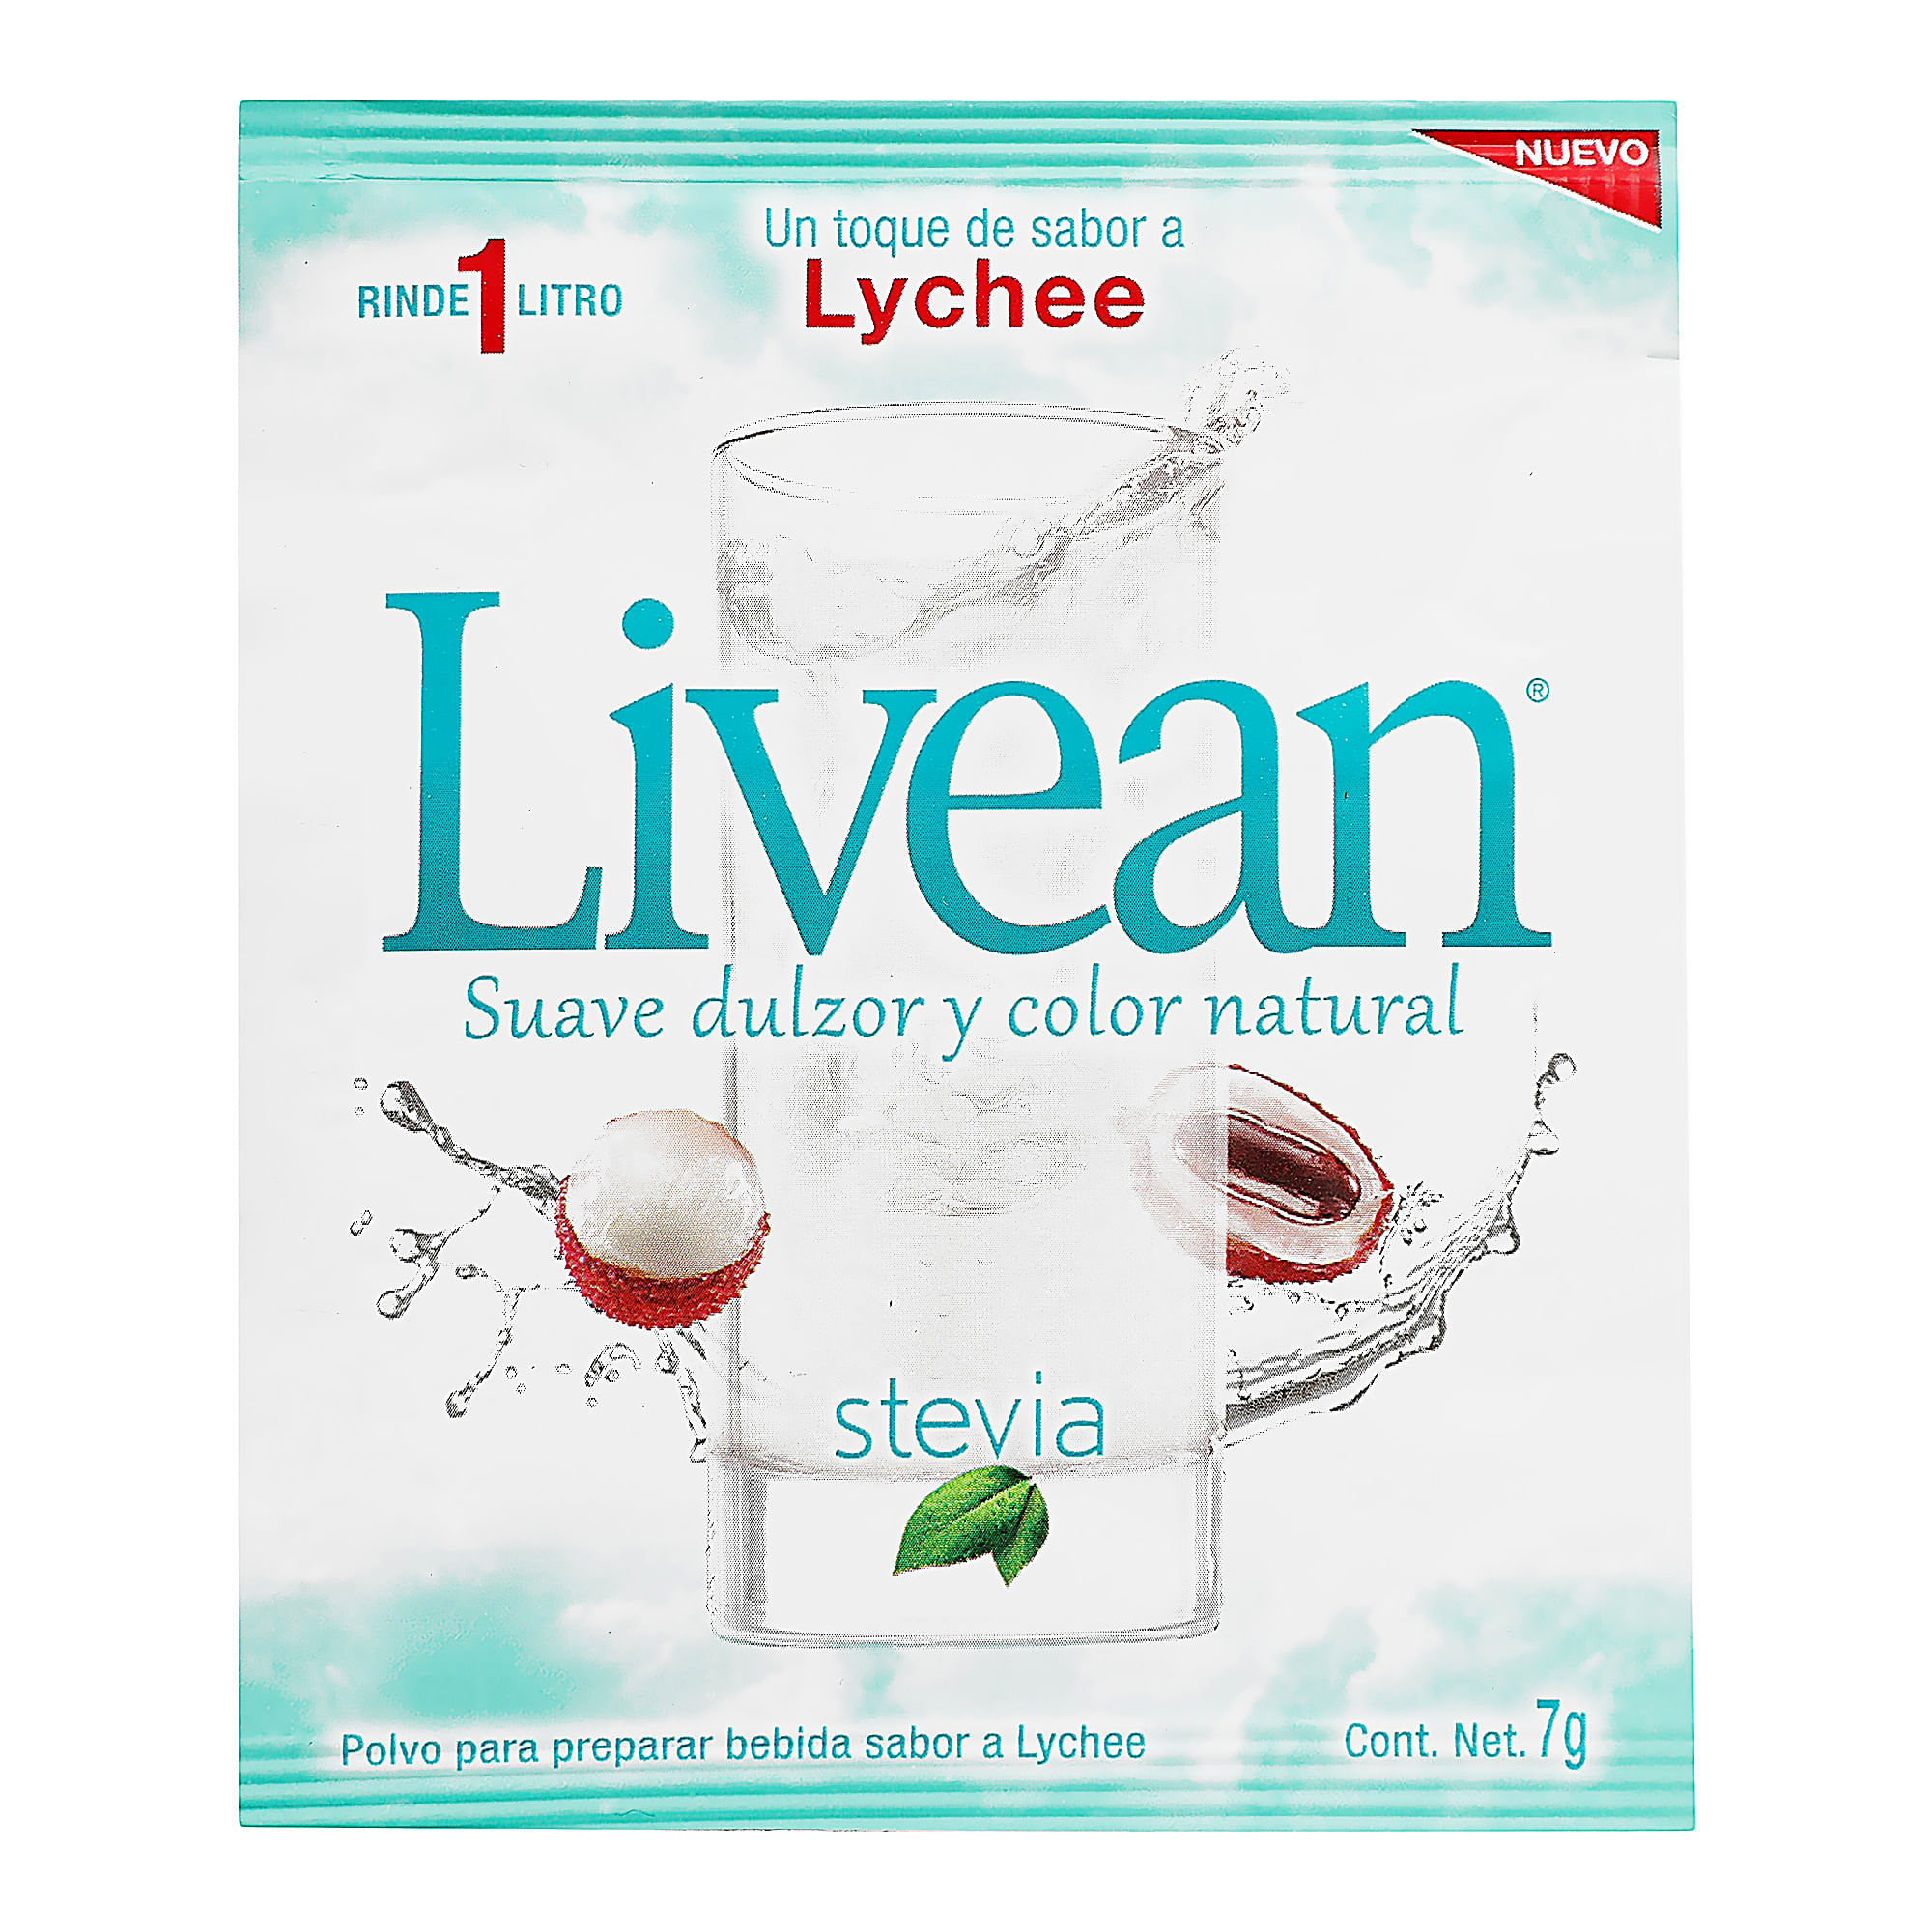 NUEVO
Un toque de sabor a
Lychee
RINDE 1 LITRO
Livean®
Suave dulzor y color natural
stevia
Polvo para preparar bebida sabor a Lychee
Cont. Net. 7g